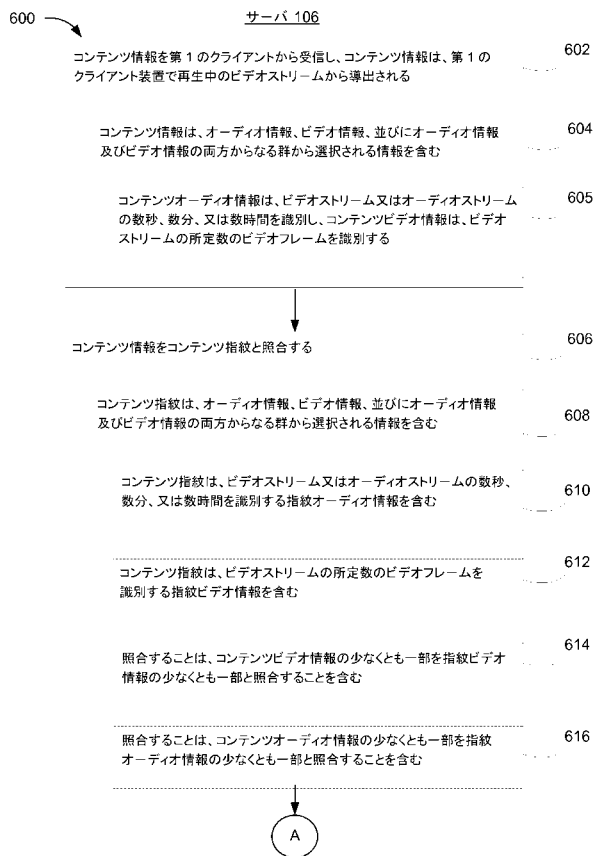 600
サーバ 106
コンテンツ情報を第1のクライアントから受信し、コンテンツ情報は、第1の
クライアント装置で再生中のビデオストリームから導出される
602
コンテンツ情報は、オーディオ情報、ビデオ情報、並びにオーディオ情報
及びビデオ情報の両方からなる群から選択される情報を含む
604
コンテンツオーディオ情報は、ビデオストリーム又はオーディオストリーム
の数秒、数分、又は数時間を識別し、コンテンツビデオ情報は、ビデオ
ストリームの所定数のビデオフレームを識別する
605
コンテンツ情報をコンテンツ指紋と照合する
606
コンテンツ指紋は、オーディオ情報、ビデオ情報、並びにオーディオ情報
及びビデオ情報の両方からなる群から選択される情報を含む
608
コンテンツ指紋は、ビデオストリーム又はオーディオストリームの数秒、
数分、又は数時間を識別する指紋オーディオ情報を含む
610
コンテンツ指紋は、ビデオストリームの所定数のビデオフレームを
識別する指紋ビデオ情報を含む
612
照合することは、コンテンツビデオ情報の少なくとも一部を指紋ビデオ
情報の少なくとも一部と照合することを含む
614
照合することは、コンテンツオーディオ情報の少なくとも一部を指紋
オーディオ情報の少なくとも一部と照合することを含む
616
A